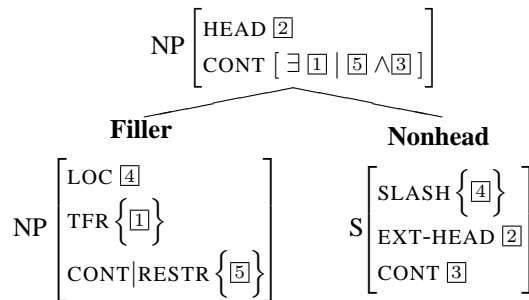 NP [HEAD 2
CONT [ ∃ 1 | 5 ∧ 3 ]]
Filler Nonhead
NP [LOC 4
TFR {1}
CONT|RESTR {5}]
S [SLASH {4}
EXT-HEAD 2
CONT 3]